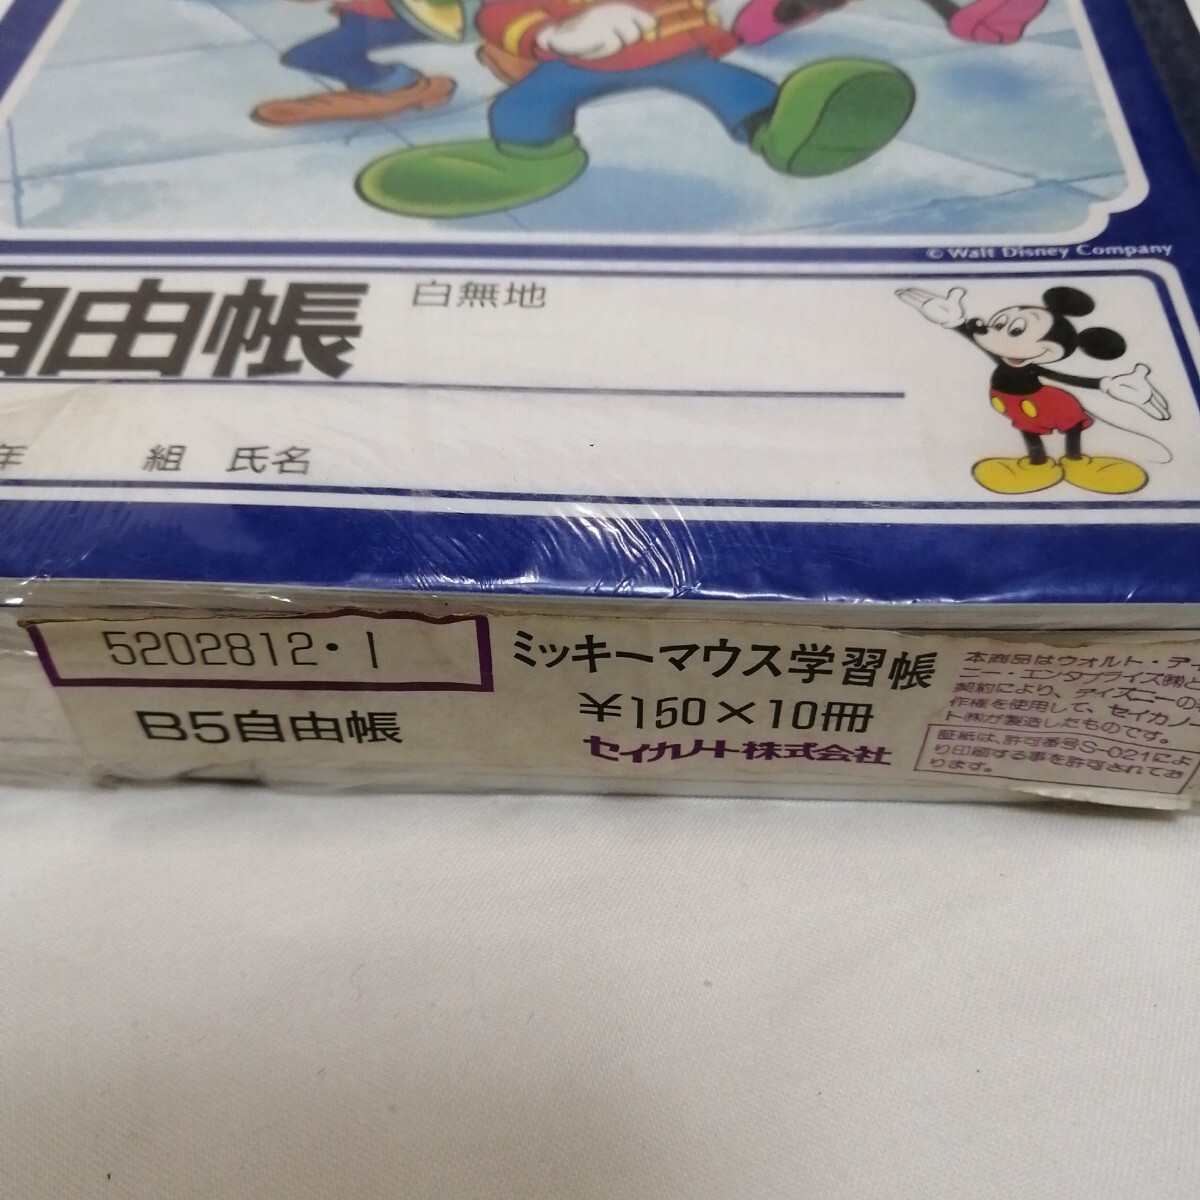 © Walt Disney Company
自由帳 白無地
年 組 氏名
5202812・1
B5自由帳
ミッキーマウス学習帳
¥150×10冊
セイカノート株式会社
本商品はウォルト・ディ
ニー・エンタプライズ㈱と
契約により、ディズニーの
作権を使用して、セイカノー
ト㈱が製造したものです。
証紙は、許可番号S-021によ
り印刷する事を許可されてお
ります。